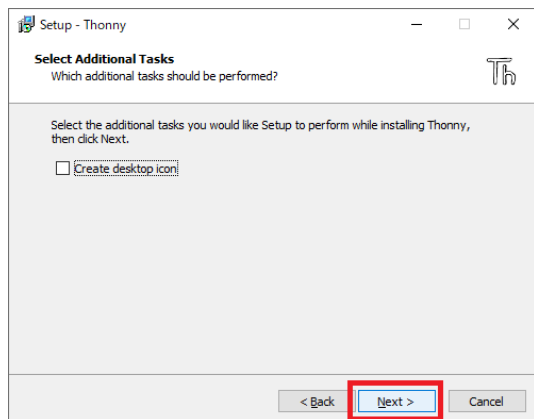 Setup - Thonny
Select Additional Tasks
Which additional tasks should be performed?
Th
Select the additional tasks you would like Setup to perform while installing Thonny,
then click Next.
Create desktop icon
< Back
Next >
Cancel